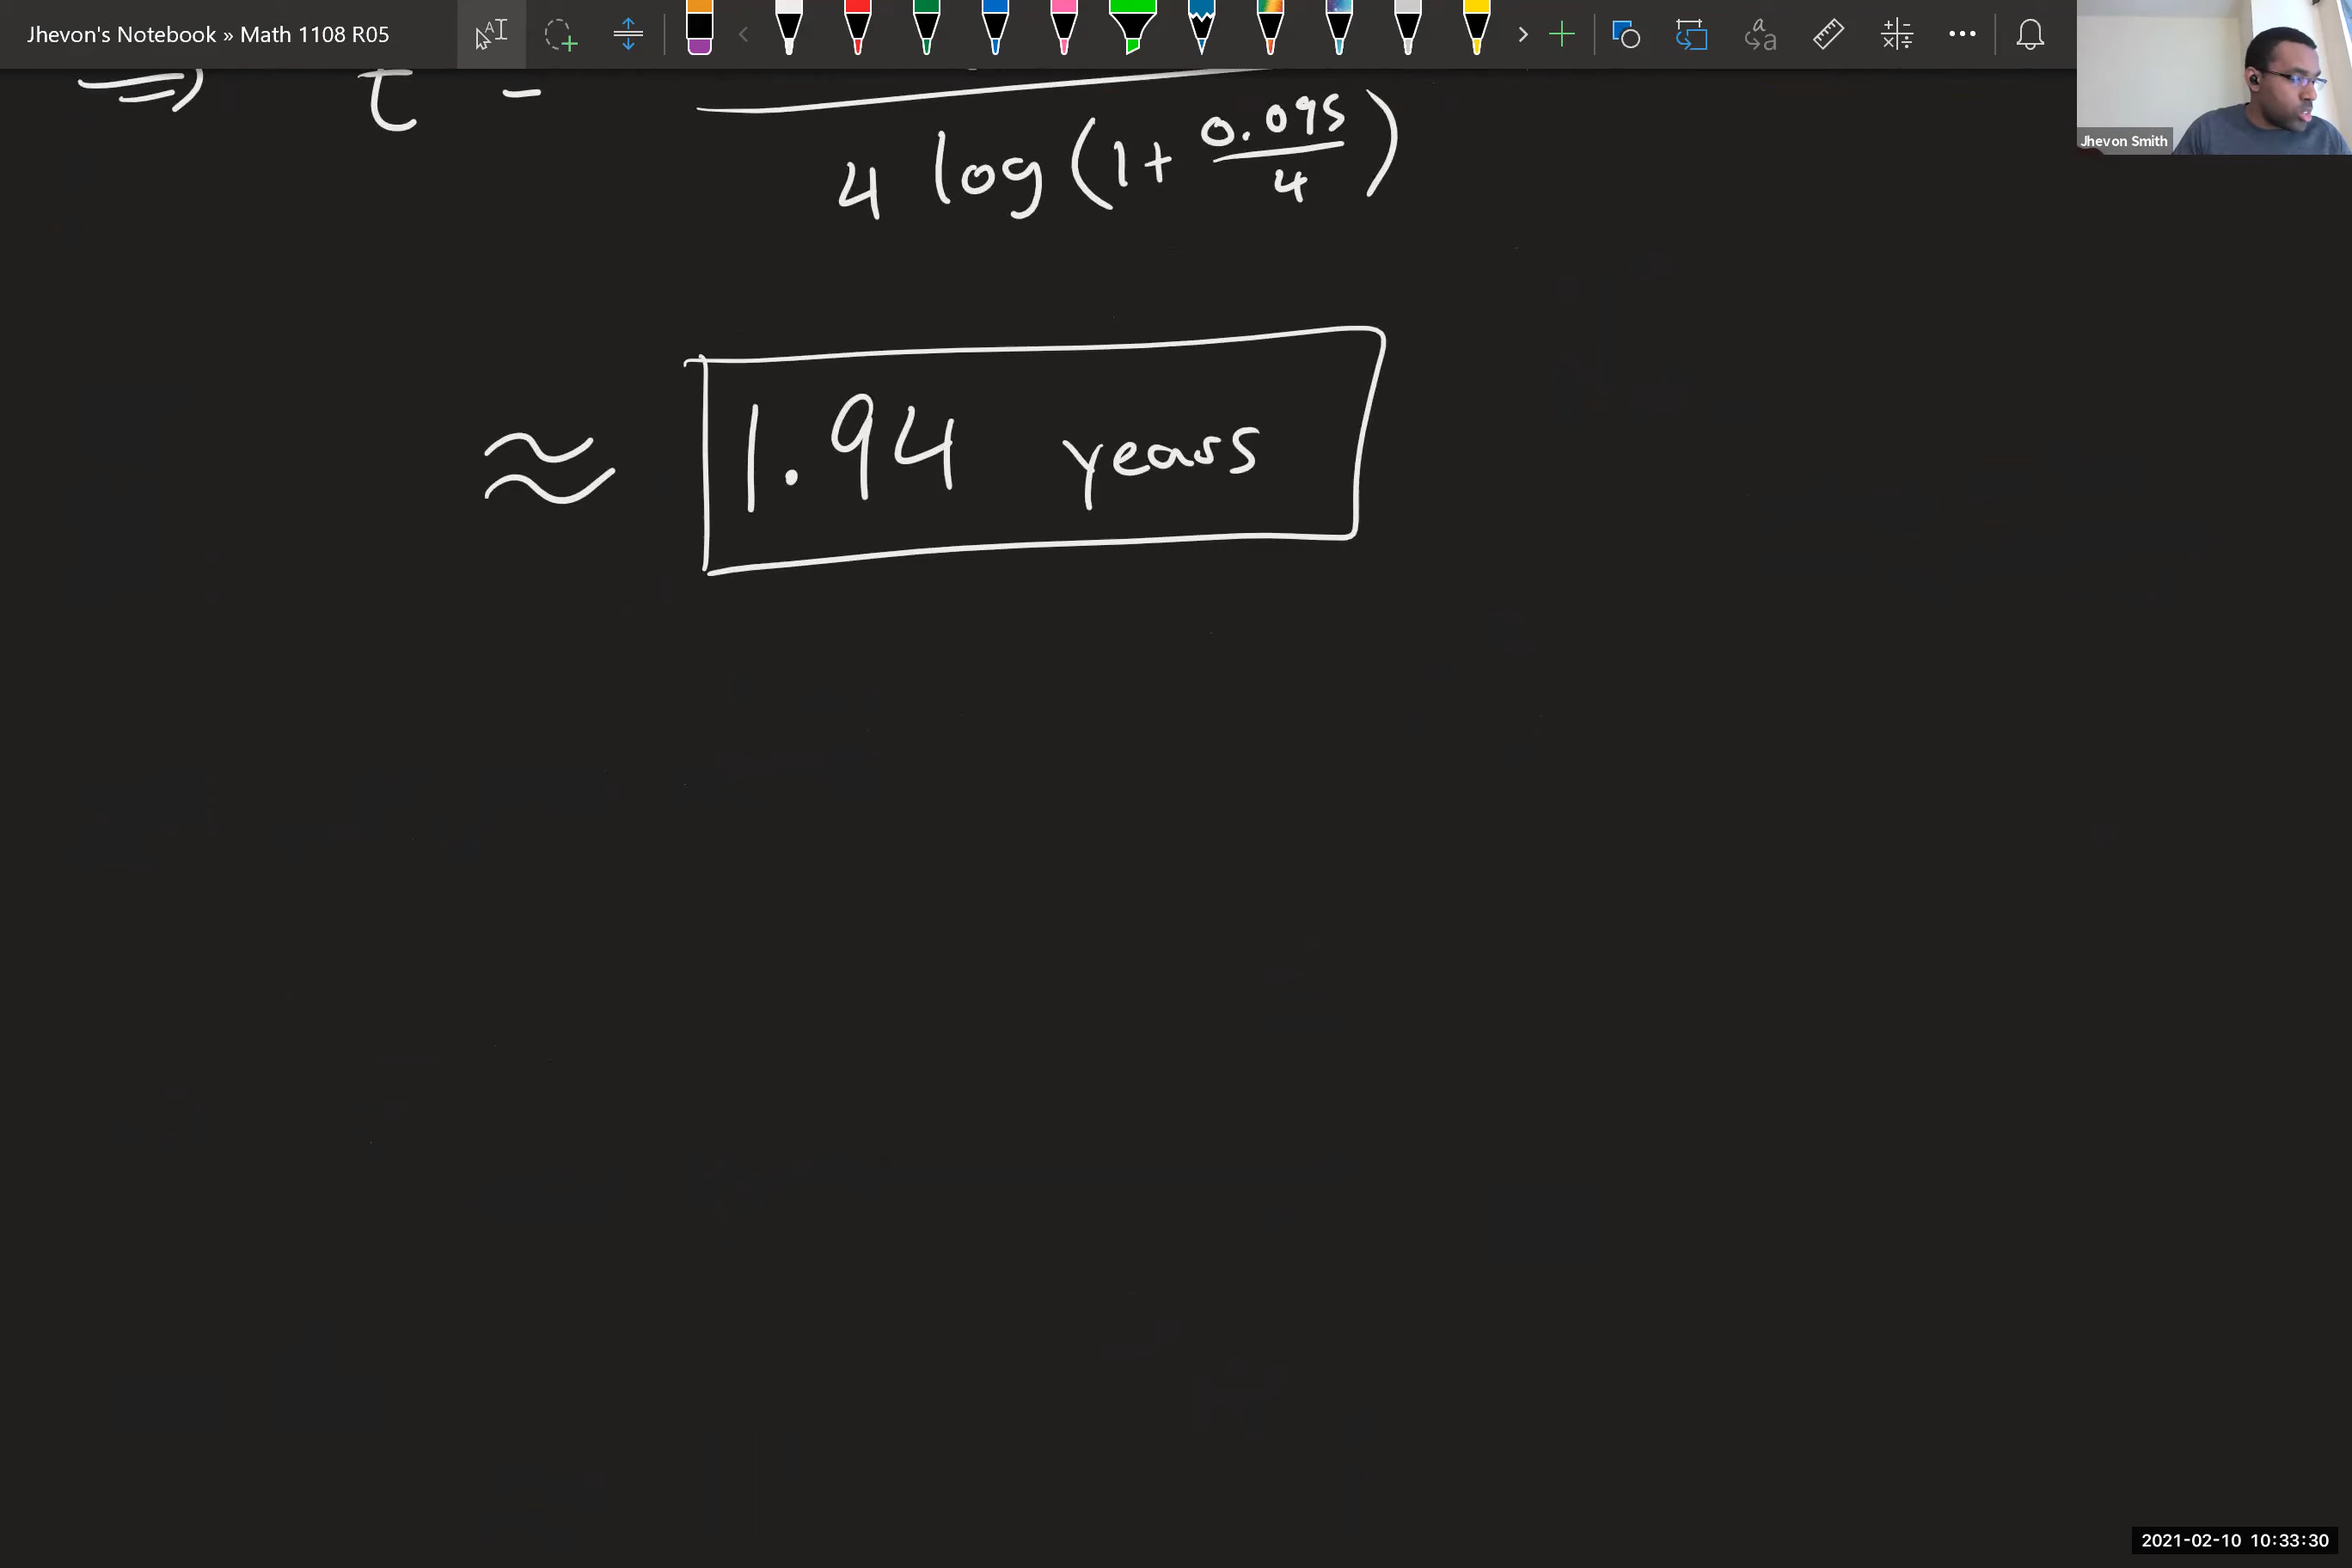 Jhevon's Notebook » Math 1108 R05
Jhevon Smith
⇒ t =
4 log (1 + 0.095/4)
≈ 1.94 years
2021-02-10 10:33:30